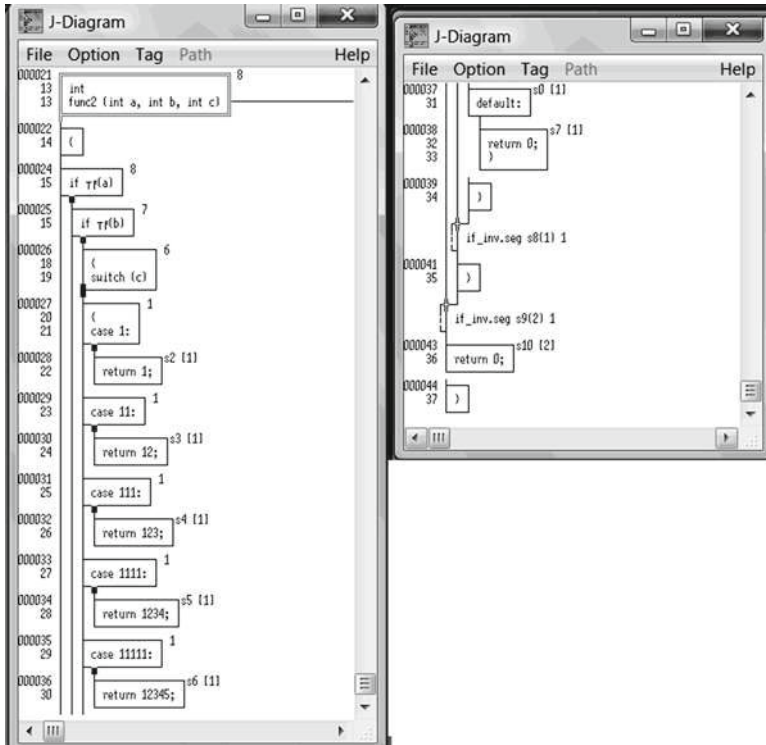 J-Diagram
File Option Tag Path Help
000021 8
13 int
13 func2 (int a, int b, int c)
000022
14 {
000024 8
15 if TF(a)
000025 7
15 if TF(b)
000026 6
18 {
19 switch (c)
000027 1
20 {
21 case 1:
000028 s2 [1]
22 return 1;
000029 1
23 case 11:
000030 s3 [1]
24 return 12;
000031 1
25 case 111:
000032 s4 [1]
26 return 123;
000033 1
27 case 1111:
000034 s5 [1]
28 return 1234;
000035 1
29 case 11111:
000036 s6 [1]
30 return 12345;
J-Diagram
File Option Tag Path Help
000037 s0 [1]
31 default:
000038 s7 [1]
32 return 0;
33 }
000039
34 }
if_inv.seg s8(1) 1
000041
35 }
if_inv.seg s9(2) 1
000043 s10 [2]
36 return 0;
000044
37 }